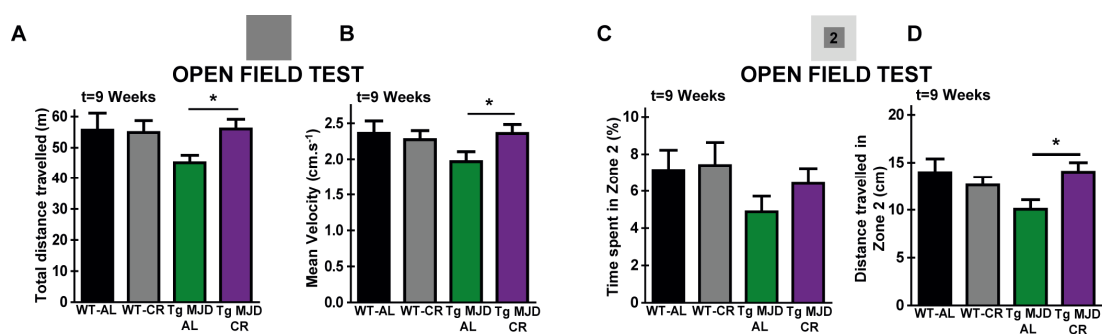 A
B
OPEN FIELD TEST
t=9 Weeks
*
Total distance travelled (m)
60
50
40
30
20
10
0
WT-AL
WT-CR
Tg MJD
AL
Tg MJD
CR
t=9 Weeks
*
Mean Velocity (cm.s⁻¹)
2.5
2.0
1.5
1.0
0.5
0.0
WT-AL
WT-CR
Tg MJD
AL
Tg MJD
CR
C
2
D
OPEN FIELD TEST
t=9 Weeks
Time spent in Zone 2 (%)
10
8
6
4
2
0
WT-AL
WT-CR
Tg MJD
AL
Tg MJD
CR
t=9 Weeks
*
Distance travelled in
Zone 2 (cm)
20
15
10
5
0
WT-AL
WT-CR
Tg MJD
AL
Tg MJD
CR